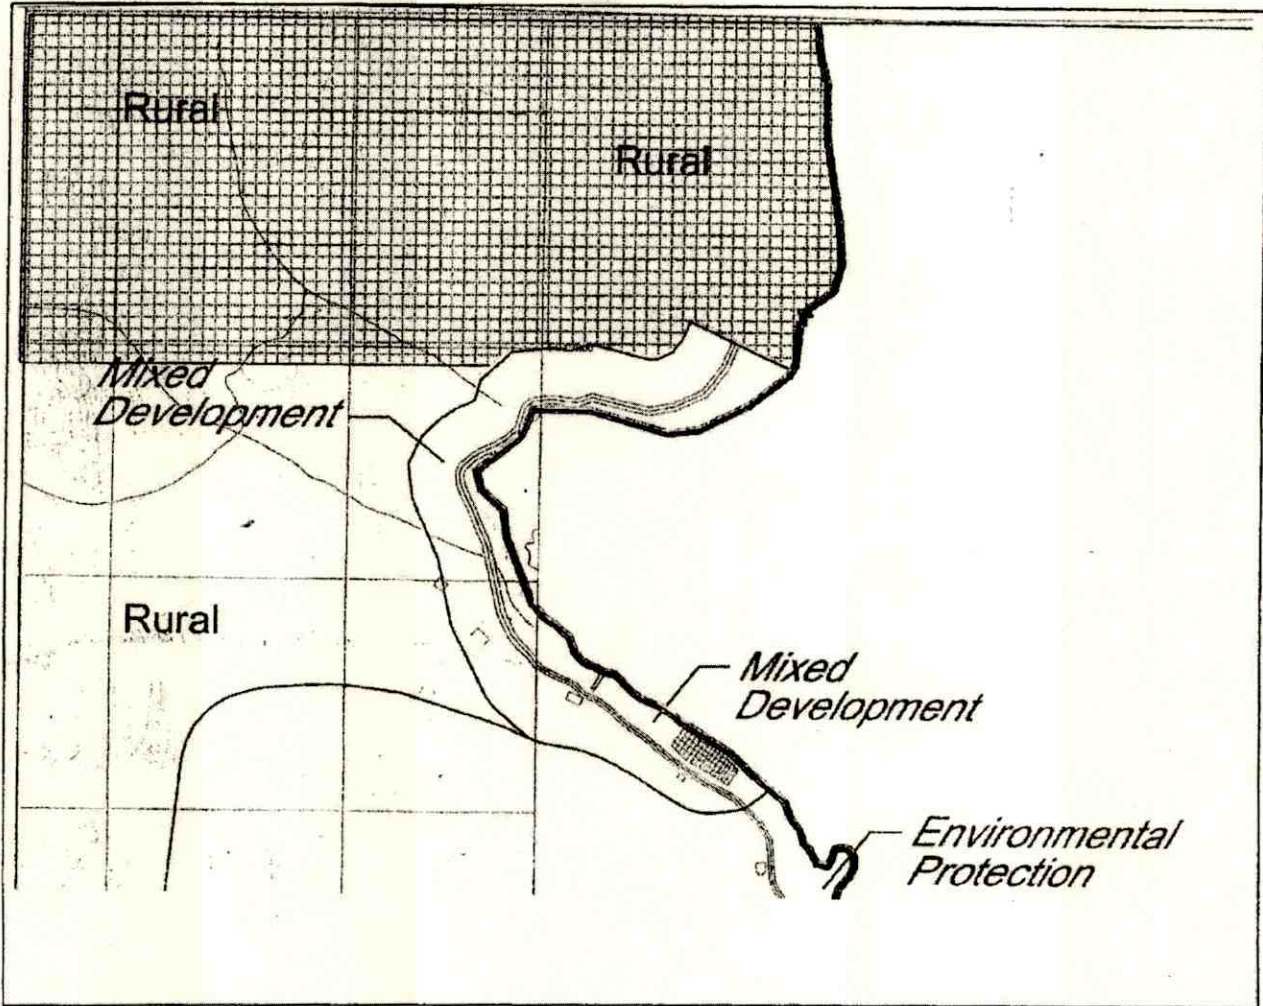 Rural
Rural
Mixed
Development
Rural
Mixed
Development
Environmental
Protection